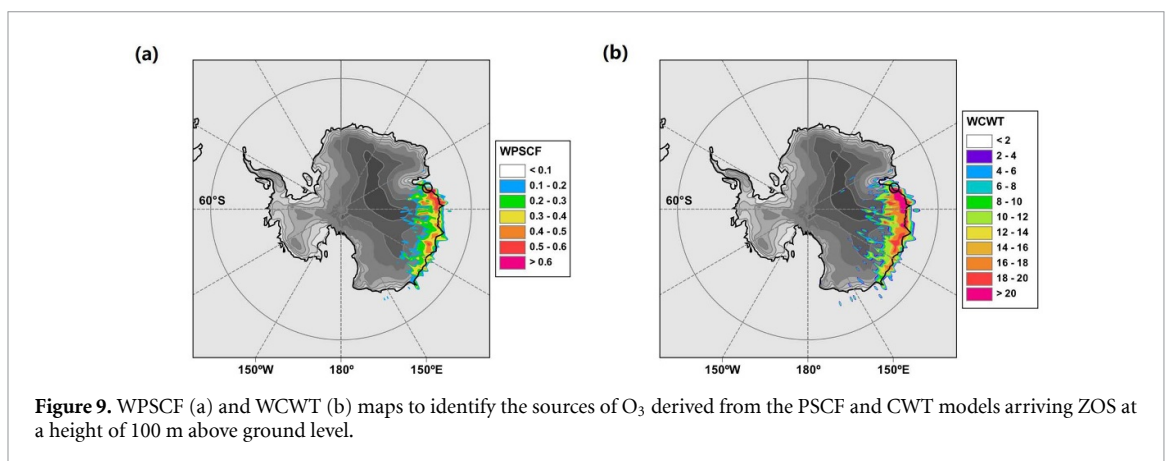 (a)
(b)
60°S
WPSCF
< 0.1
0.1 - 0.2
0.2 - 0.3
0.3 - 0.4
0.4 - 0.5
0.5 - 0.6
> 0.6
150°W
180°
150°E
60°S
WCWT
< 2
2 - 4
4 - 6
6 - 8
8 - 10
10 - 12
12 - 14
14 - 16
16 - 18
18 - 20
> 20
150°W
180°
150°E
Figure 9. WPSCF (a) and WCWT (b) maps to identify the sources of O₃ derived from the PSCF and CWT models arriving ZOS at
a height of 100 m above ground level.